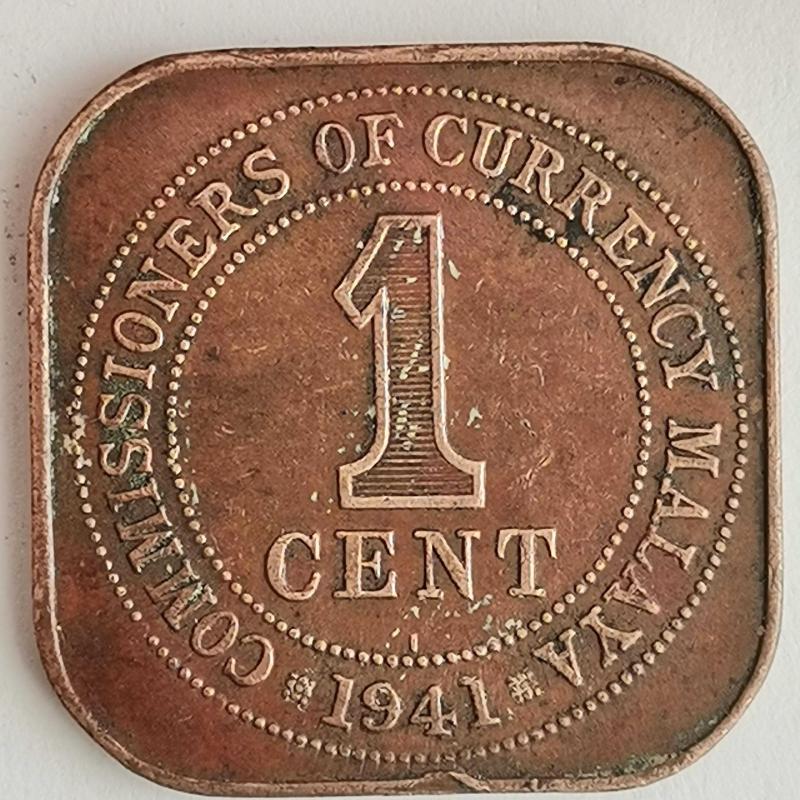 COMMISSIONERS OF CURRENCY MALAYA
1
CENT
I
1941